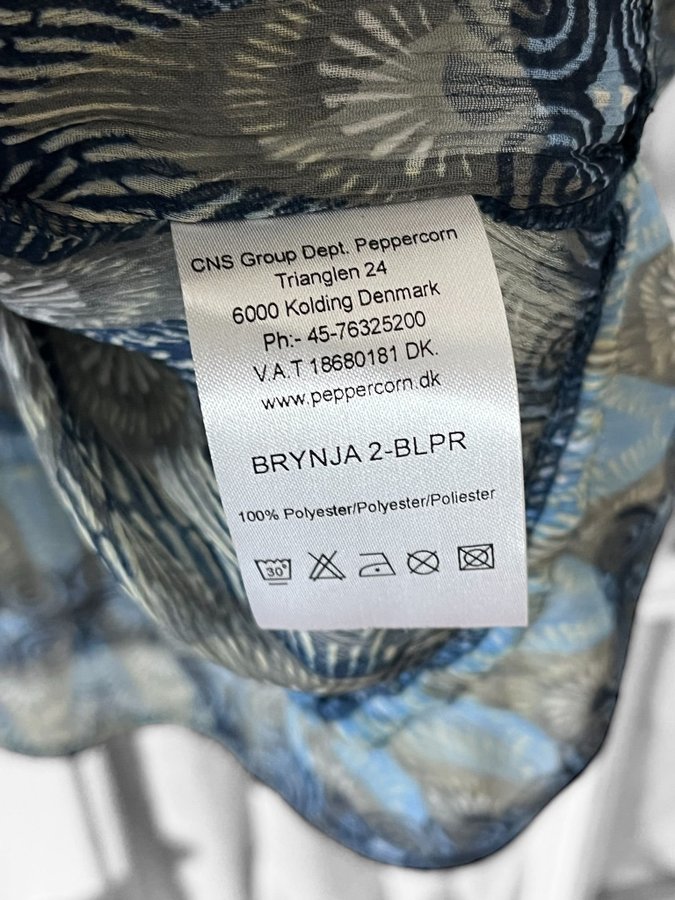 CNS Group Dept. Peppercorn
Trianglen 24
6000 Kolding Denmark
Ph:- 45-76325200
V.A.T 18680181 DK.
www.peppercorn.dk
BRYNJA 2-BLPR
100% Polyester/Polyester/Poliester
30°